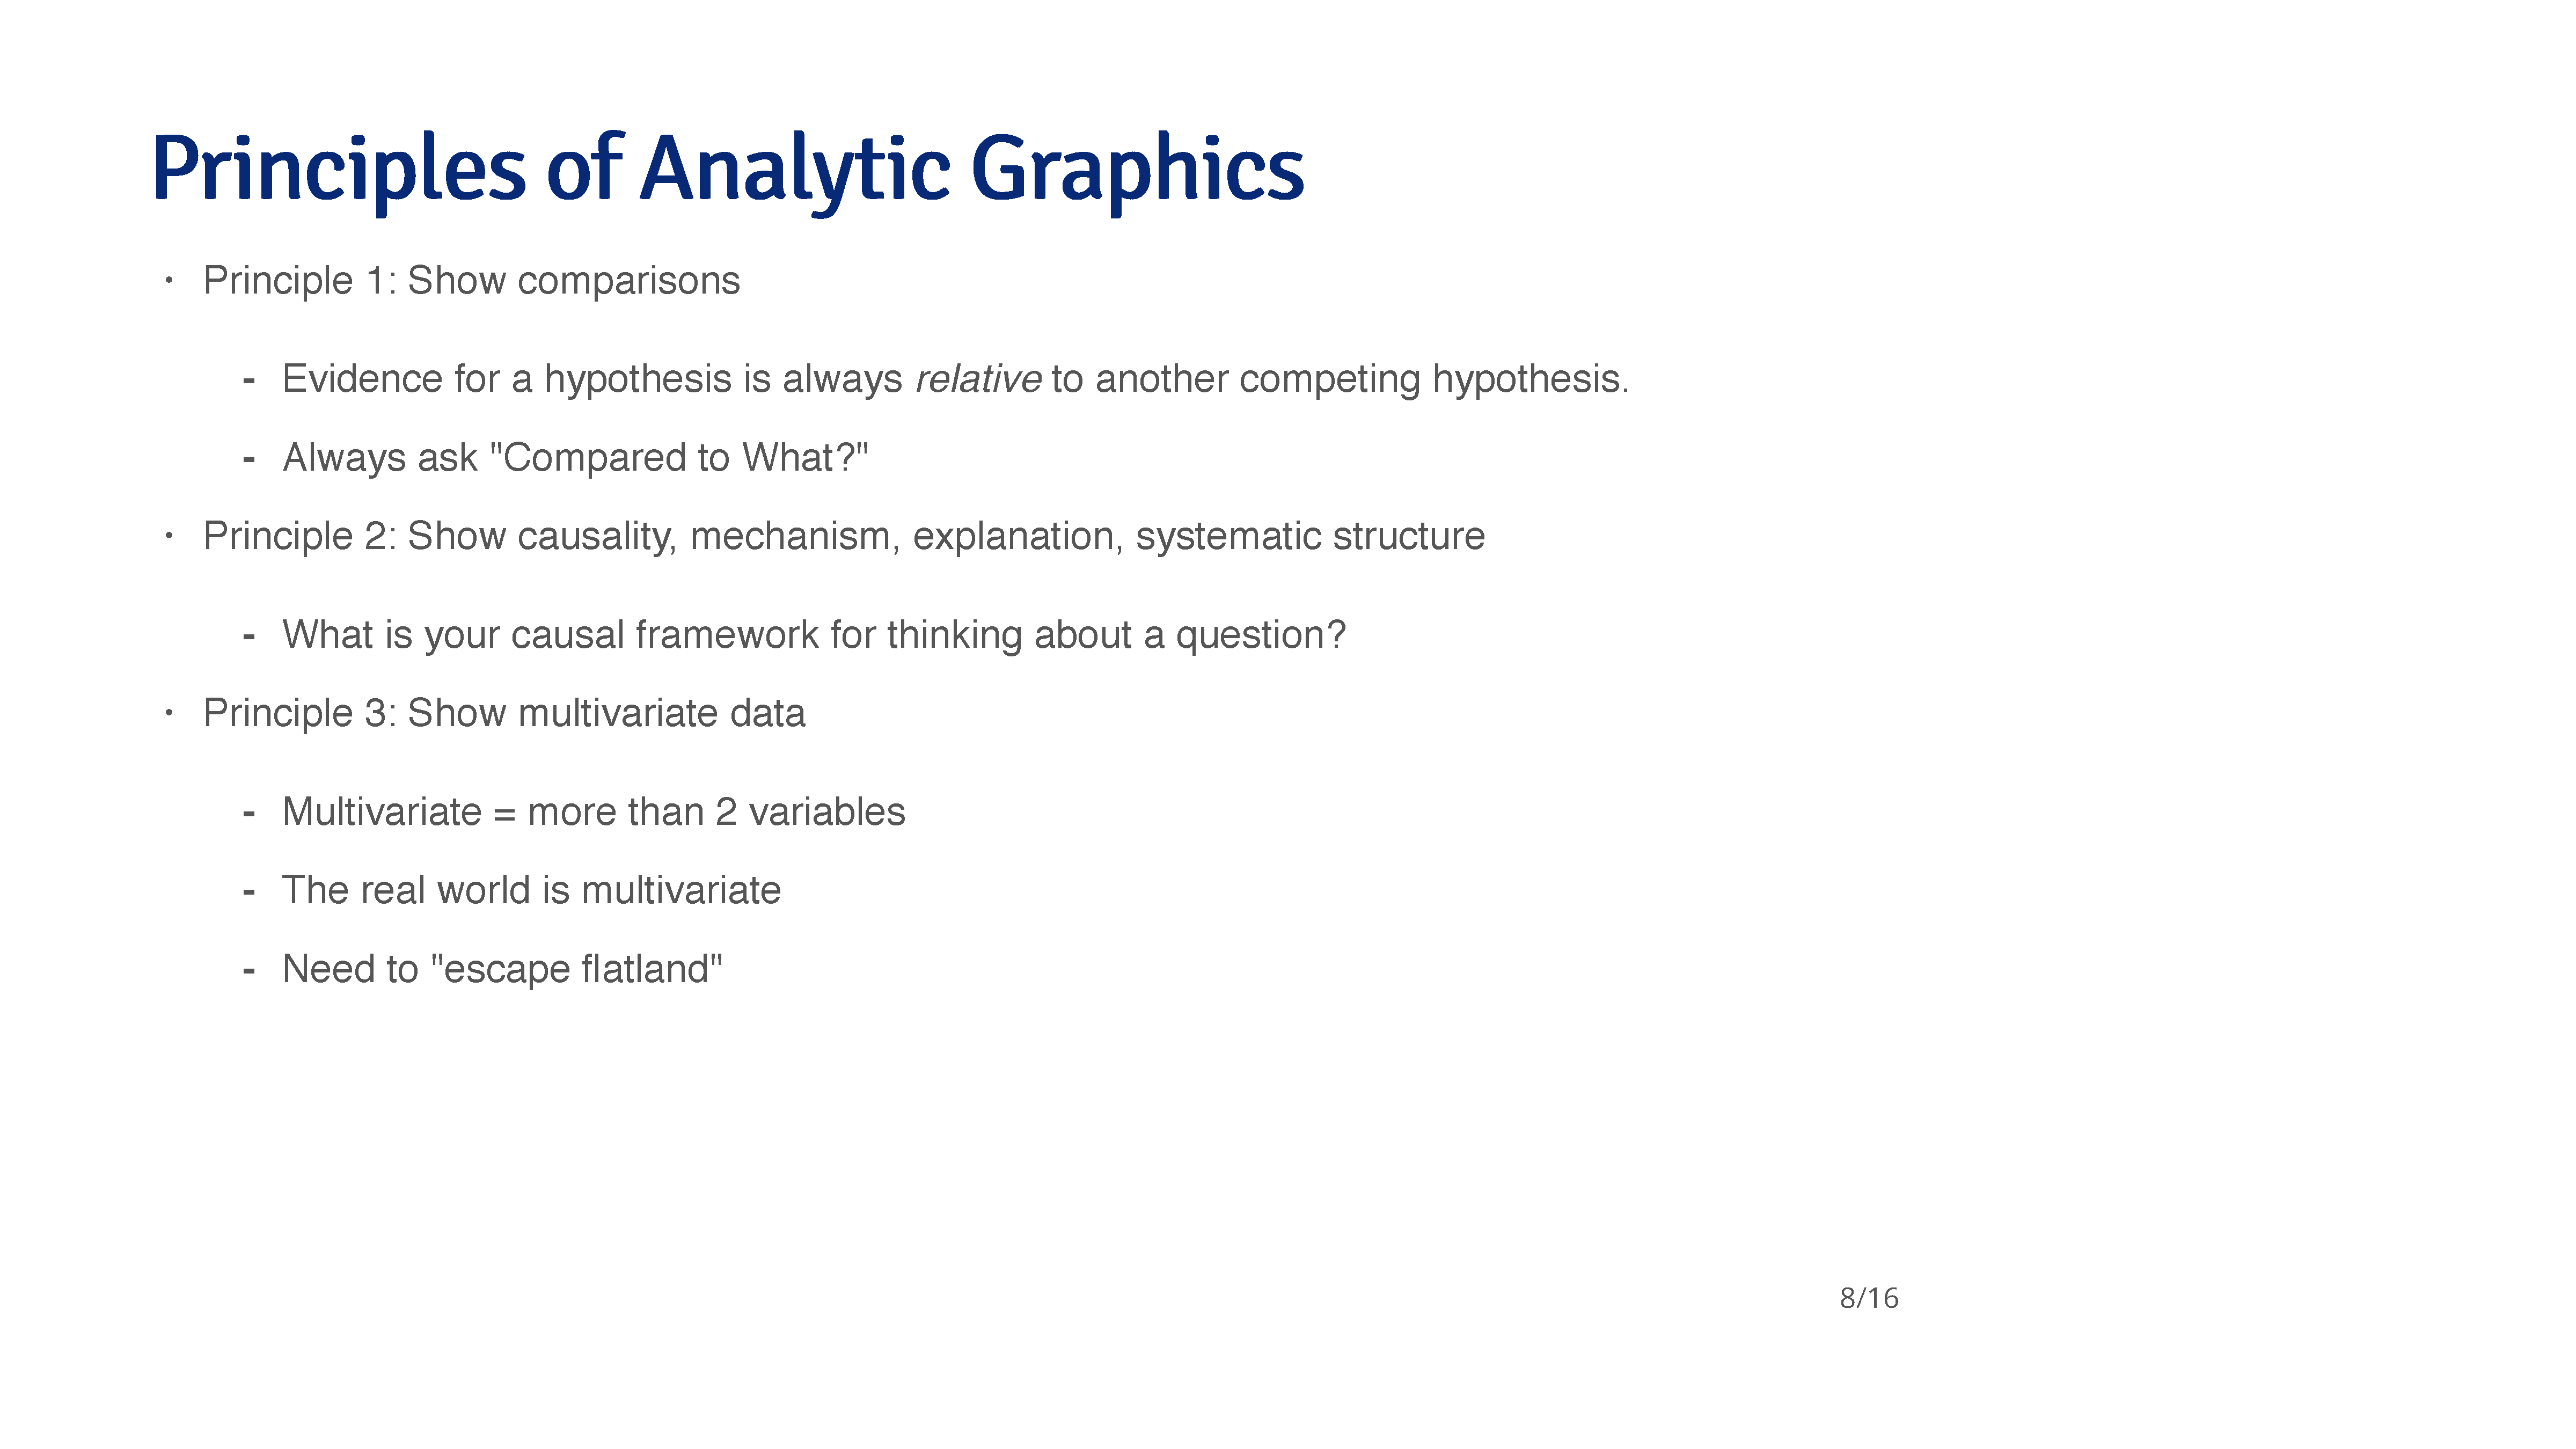 Principles of Analytic Graphics
· Principle 1: Show comparisons
- Evidence for a hypothesis is always relative to another competing hypothesis.
- Always ask "Compared to What?"
· Principle 2: Show causality, mechanism, explanation, systematic structure
- What is your causal framework for thinking about a question?
· Principle 3: Show multivariate data
- Multivariate = more than 2 variables
- The real world is multivariate
- Need to "escape flatland"
8/16